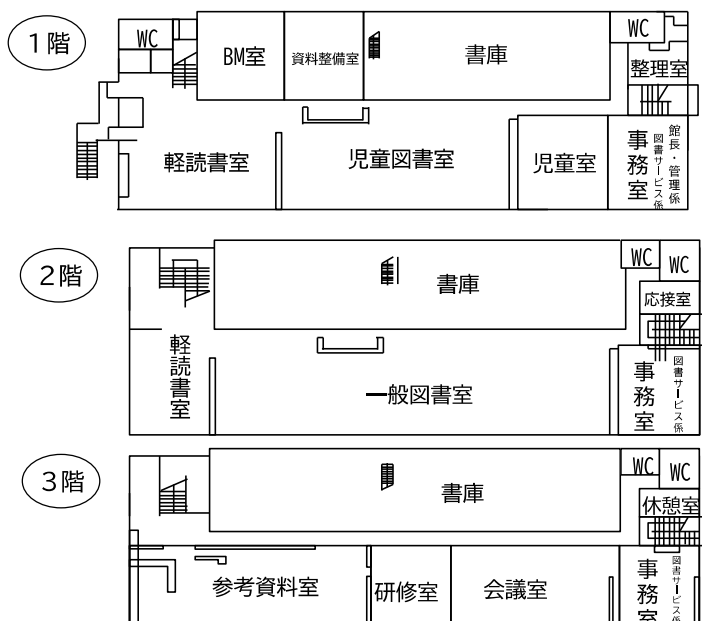 1階
WC
BM室
資料整備室
書庫
WC
整理室
軽読書室
児童図書室
児童室
事務室
図書サービス係
館長・管理係
2階
書庫
WC
WC
応接室
軽読書室
一般図書室
事務室
図書サービス係
3階
書庫
WC
WC
休憩室
参考資料室
研修室
会議室
事務室
図書サービス係